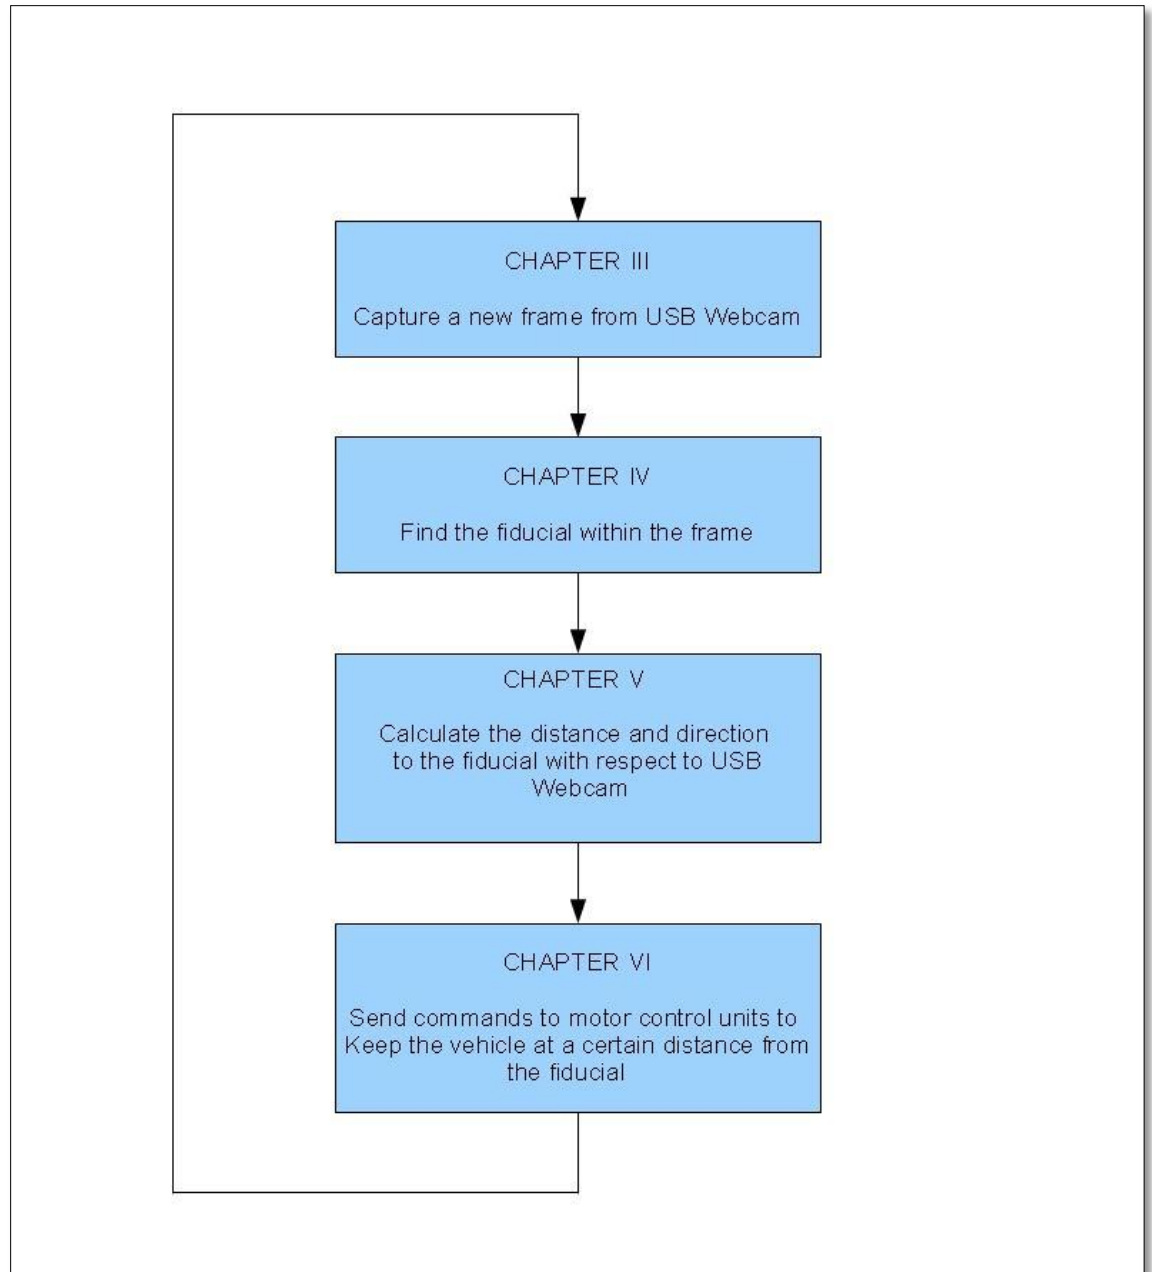 CHAPTER III
Capture a new frame from USB Webcam
CHAPTER IV
Find the fiducial within the frame
CHAPTER V
Calculate the distance and direction
to the fiducial with respect to USB
Webcam
CHAPTER VI
Send commands to motor control units to
Keep the vehicle at a certain distance from
the fiducial